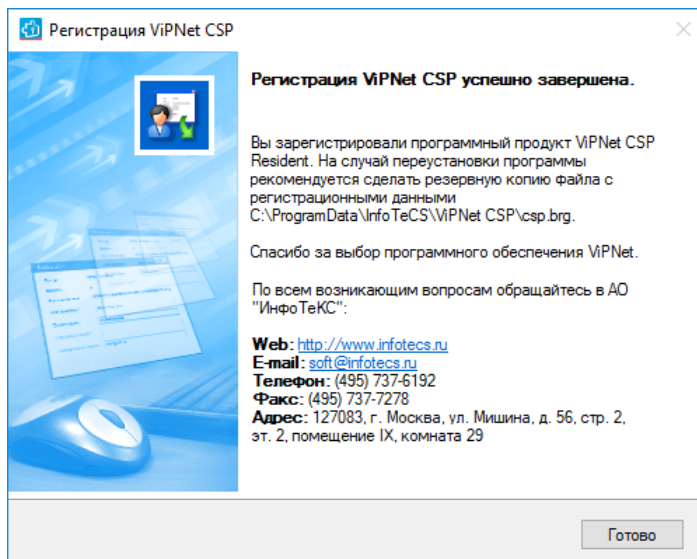 Регистрация ViPNet CSP
Регистрация ViPNet CSP успешно завершена.
Вы зарегистрировали программный продукт ViPNet CSP
Resident. На случай переустановки программы
рекомендуется сделать резервную копию файла с
регистрационными данными
C:\ProgramData\InfoTeCS\ViPNet CSP\csp.brg.
Спасибо за выбор программного обеспечения ViPNet.
По всем возникающим вопросам обращайтесь в АО
"ИнфоТеКС":
Web: http://www.infotecs.ru
E-mail: soft@infotecs.ru
Телефон: (495) 737-6192
Факс: (495) 737-7278
Адрес: 127083, г. Москва, ул. Мишина, д. 56, стр. 2,
эт. 2, помещение IX, комната 29
Готово